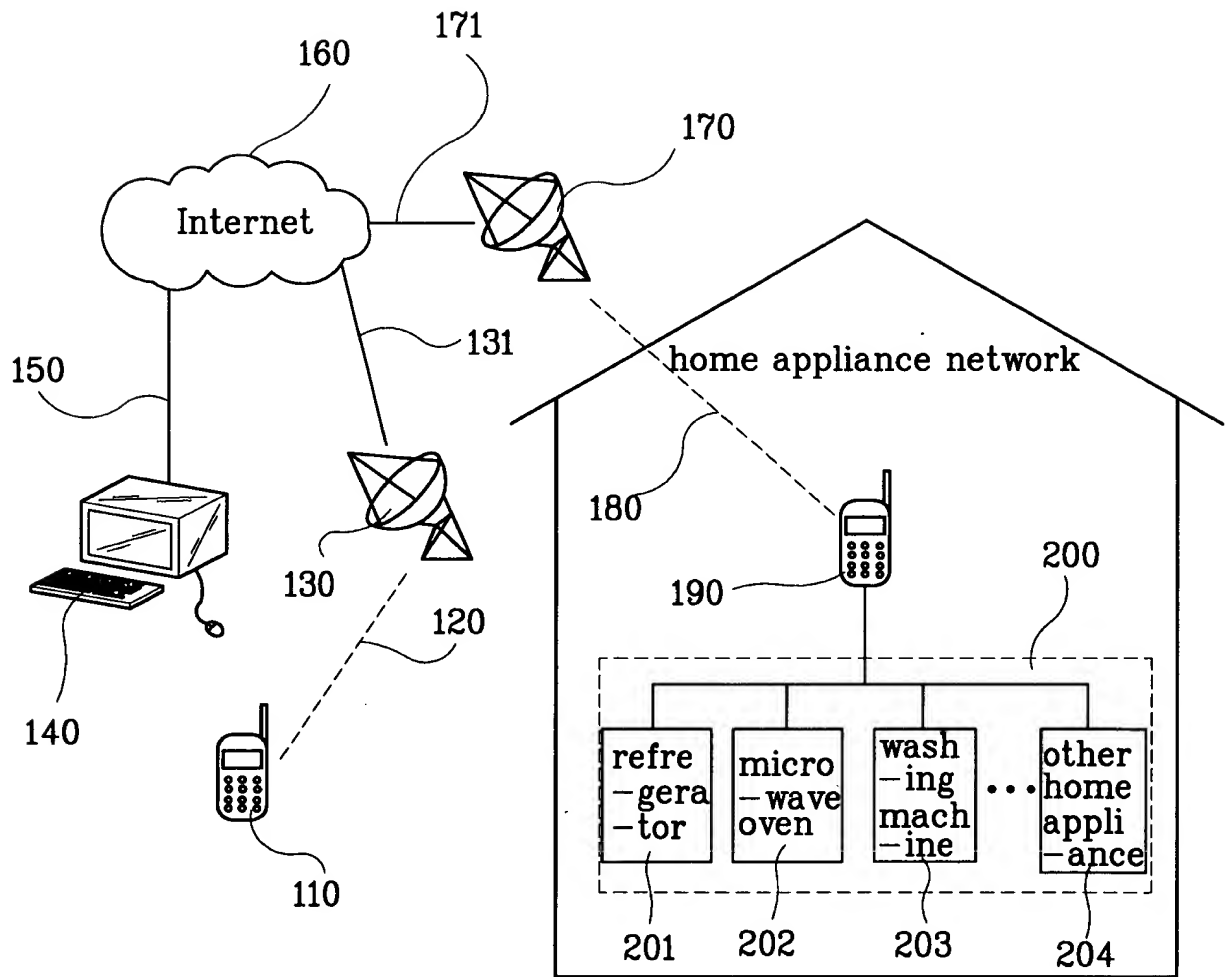 171
160
170
Internet
131
150
home appliance network
180
130
190
200
120
140
110
refre
-gera
-tor
micro
-wave
oven
wash
-ing
mach
-ine
•••
other
home
appli
-ance
201
202
203
204